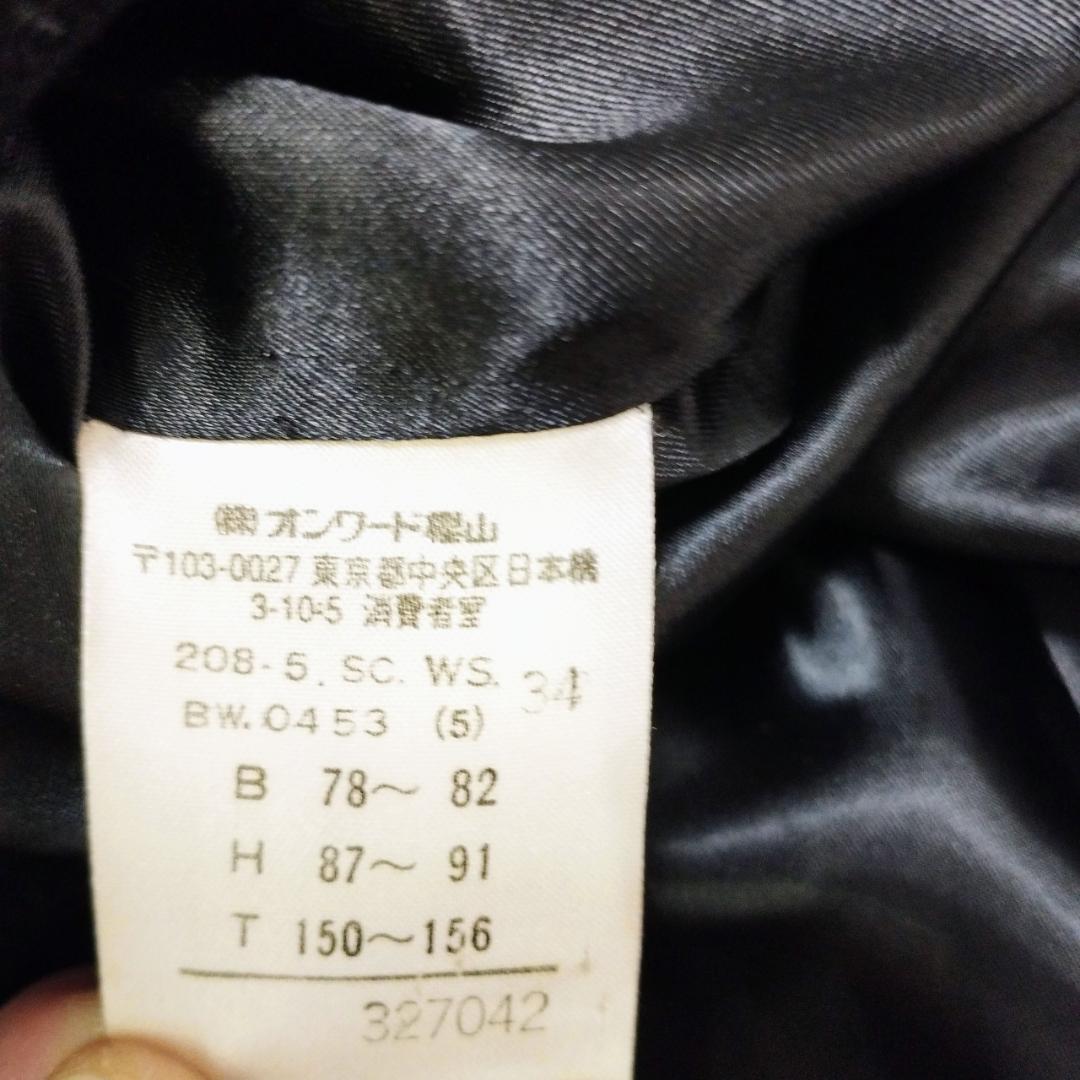 ㈱オンワード樫山
〒103-0027 東京都中央区日本橋
3-10-5 消費者室
208-5. SC. WS. 34
BW. 0453 (5)
B 78～ 82
H 87～ 91
T 150～156
327042